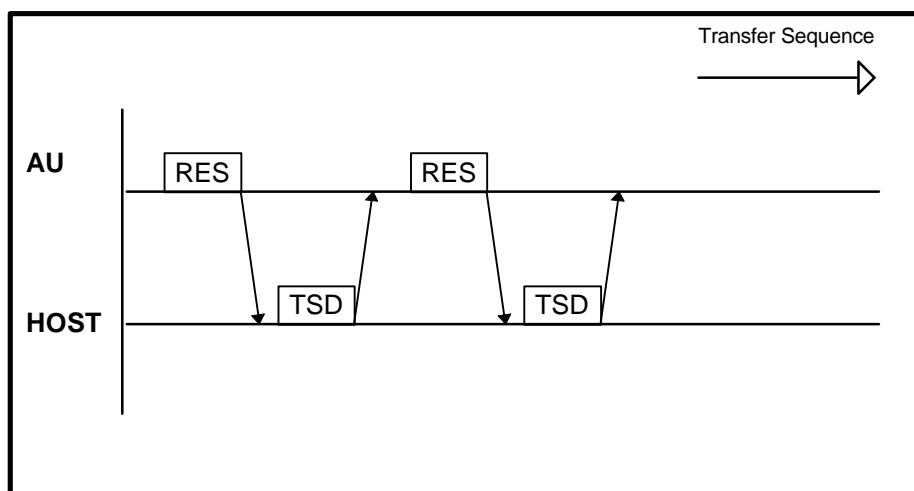 Transfer Sequence
AU
RES
RES
HOST
TSD
TSD